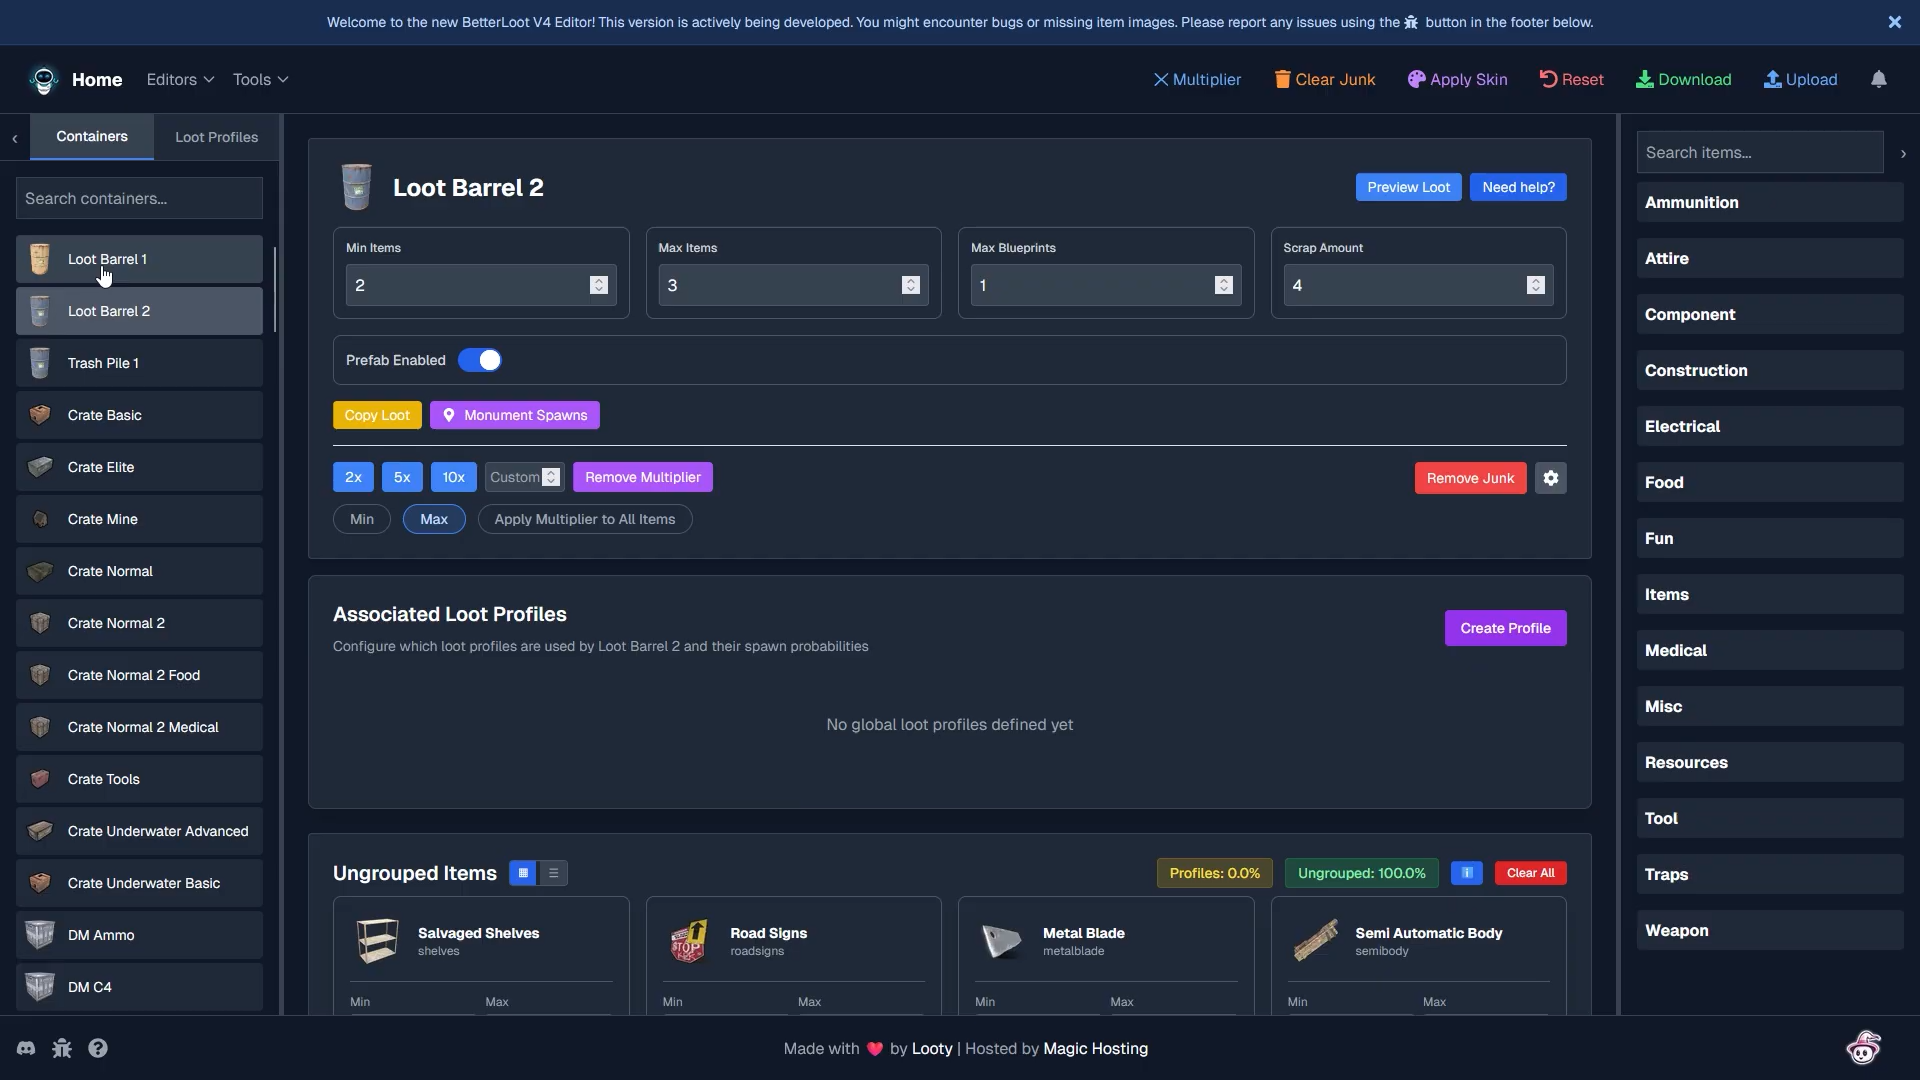 Welcome to the new BetterLoot V4 Editor! This version is actively being developed. You might encounter bugs or missing item images. Please report any issues using the button in the footer below.
Home
Editors
Tools
Multiplier
Clear Junk
Apply Skin
Reset
Download
Upload
Containers
Loot Profiles
Search containers...
Loot Barrel 1
Loot Barrel 2
Trash Pile 1
Crate Basic
Crate Elite
Crate Mine
Crate Normal
Crate Normal 2
Crate Normal 2 Food
Crate Normal 2 Medical
Crate Tools
Crate Underwater Advanced
Crate Underwater Basic
DM Ammo
DM C4
Loot Barrel 2
Preview Loot
Need help?
Min Items
2
Max Items
3
Max Blueprints
1
Scrap Amount
4
Prefab Enabled
Copy Loot
Monument Spawns
2x
5x
10x
Custom
Remove Multiplier
Remove Junk
Min
Max
Apply Multiplier to All Items
Associated Loot Profiles
Configure which loot profiles are used by Loot Barrel 2 and their spawn probabilities
Create Profile
No global loot profiles defined yet
Ungrouped Items
Profiles: 0.0%
Ungrouped: 100.0%
Clear All
Salvaged Shelves
shelves
Min
Max
STOP
Road Signs
roadsigns
Min
Max
Metal Blade
metalblade
Min
Max
Semi Automatic Body
semibody
Min
Max
Search items...
Ammunition
Attire
Component
Construction
Electrical
Food
Fun
Items
Medical
Misc
Resources
Tool
Traps
Weapon
Made with ❤️ by Looty | Hosted by Magic Hosting